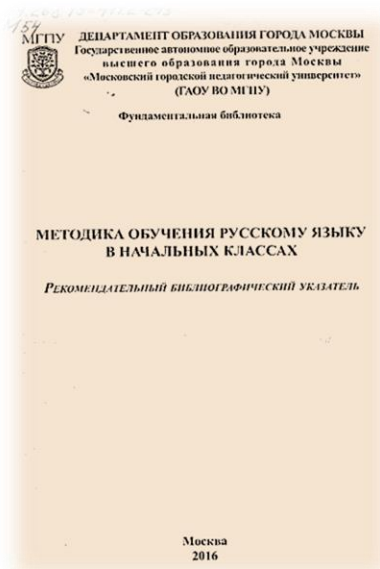 154
МГПУ
ДЕПАРТАМЕНТ ОБРАЗОВАНИЯ ГОРОДА МОСКВЫ
Государственное автономное образовательное учреждение
высшего образования города Москвы
«Московский городской педагогический университет»
(ГАОУ ВО МГПУ)
Фундаментальная библиотека
МЕТОДИКА ОБУЧЕНИЯ РУССКОМУ ЯЗЫКУ
В НАЧАЛЬНЫХ КЛАССАХ
РЕКОМЕНДАТЕЛЬНЫЙ БИБЛИОГРАФИЧЕСКИЙ УКАЗАТЕЛЬ
Москва
2016